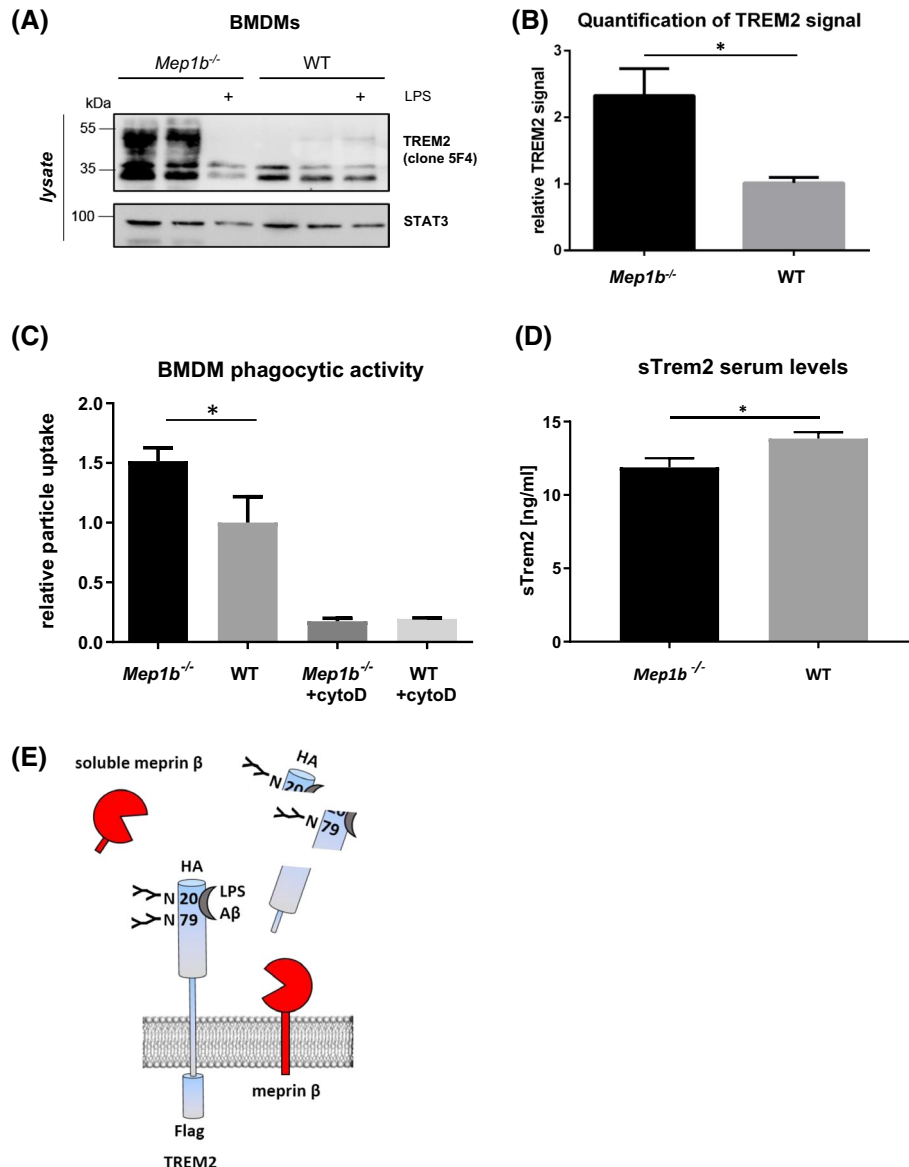 (A)
BMDMs
Mep1b-/- WT
+ + LPS
kDa
55
35
lysate
TREM2
(clone 5F4)
100
STAT3
(B)
Quantification of TREM2 signal
*
relative TREM2 signal
3
2
1
0
Mep1b-/- WT
(C)
BMDM phagocytic activity
*
relative particle uptake
2.0
1.5
1.0
0.5
0.0
Mep1b-/- WT Mep1b-/- WT
+cytoD +cytoD
(D)
sTrem2 serum levels
*
sTrem2 [ng/ml]
15
10
5
0
Mep1b -/- WT
(E)
soluble meprin β
HA
N 20
N 79
HA
N 20 LPS
N 79 Aβ
meprin β
Flag
TREM2